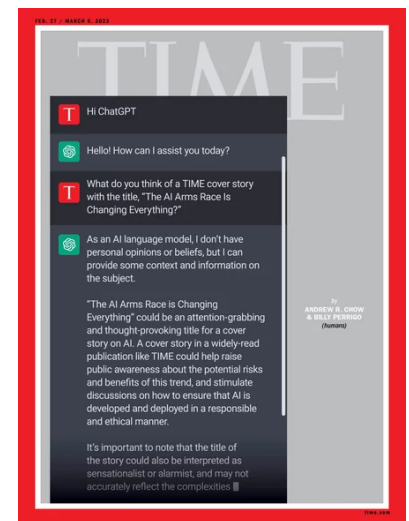 FEB. 27 / MARCH 6, 2023
TIME
T
Hi ChatGPT
Hello! How can I assist you today?
T
What do you think of a TIME cover story
with the title, “The AI Arms Race Is
Changing Everything?”
As an AI language model, I don’t have
personal opinions or beliefs, but I can
provide some context and information on
the subject.
“The AI Arms Race is Changing
Everything” could be an attention-grabbing
and thought-provoking title for a cover
story on AI. A cover story in a widely-read
publication like TIME could help raise
public awareness about the potential risks
and benefits of this trend, and stimulate
discussions on how to ensure that AI is
developed and deployed in a responsible
and ethical manner.
It’s important to note that the title of
the story could also be interpreted as
sensationalist or alarmist, and may not
accurately reflect the complexities
by
ANDREW R. CHOW
& BILLY PERRIGO
(humans)
time.com